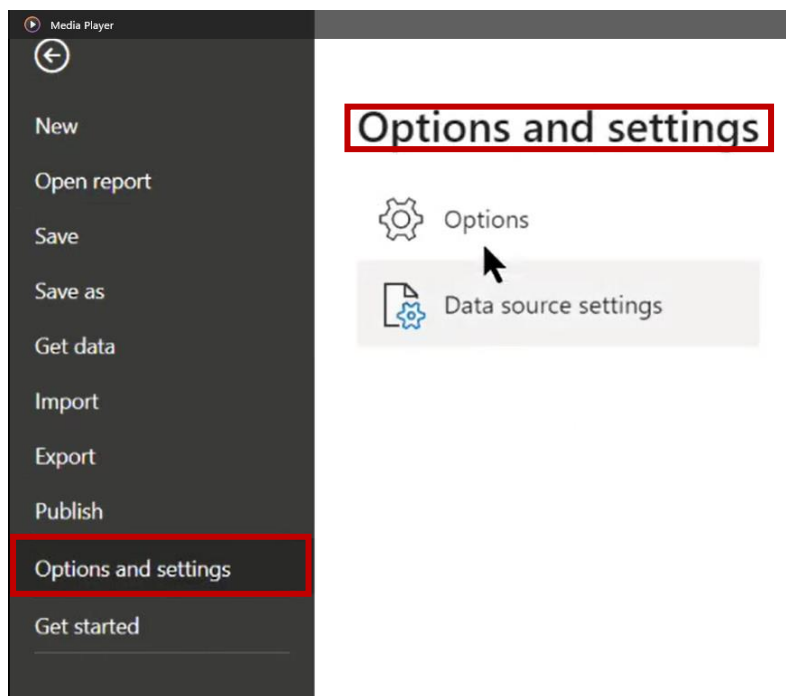 Media Player
New
Open report
Save
Save as
Get data
Import
Export
Publish
Options and settings
Get started
Options and settings
Options
Data source settings